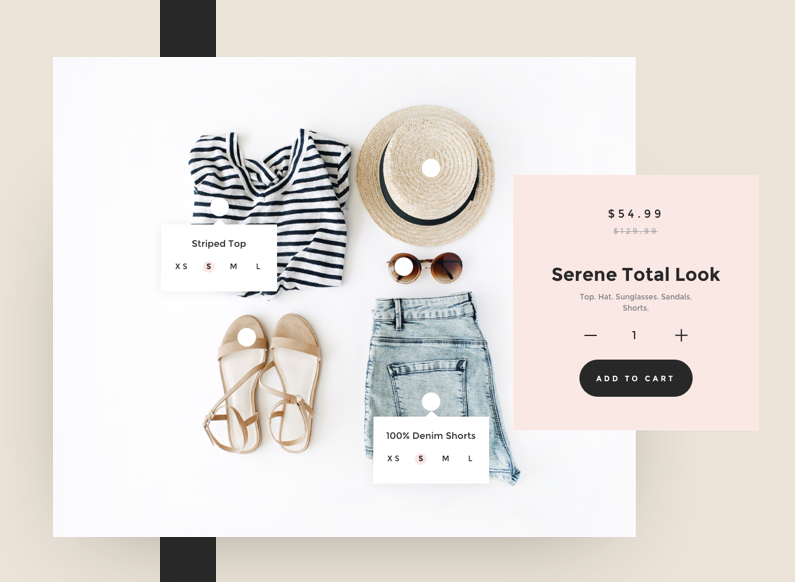 Striped Top
XS S M L
100% Denim Shorts
XS S M L
$54.99
$129.99
Serene Total Look
Top. Hat. Sunglasses. Sandals.
Shorts.
— 1 +
ADD TO CART